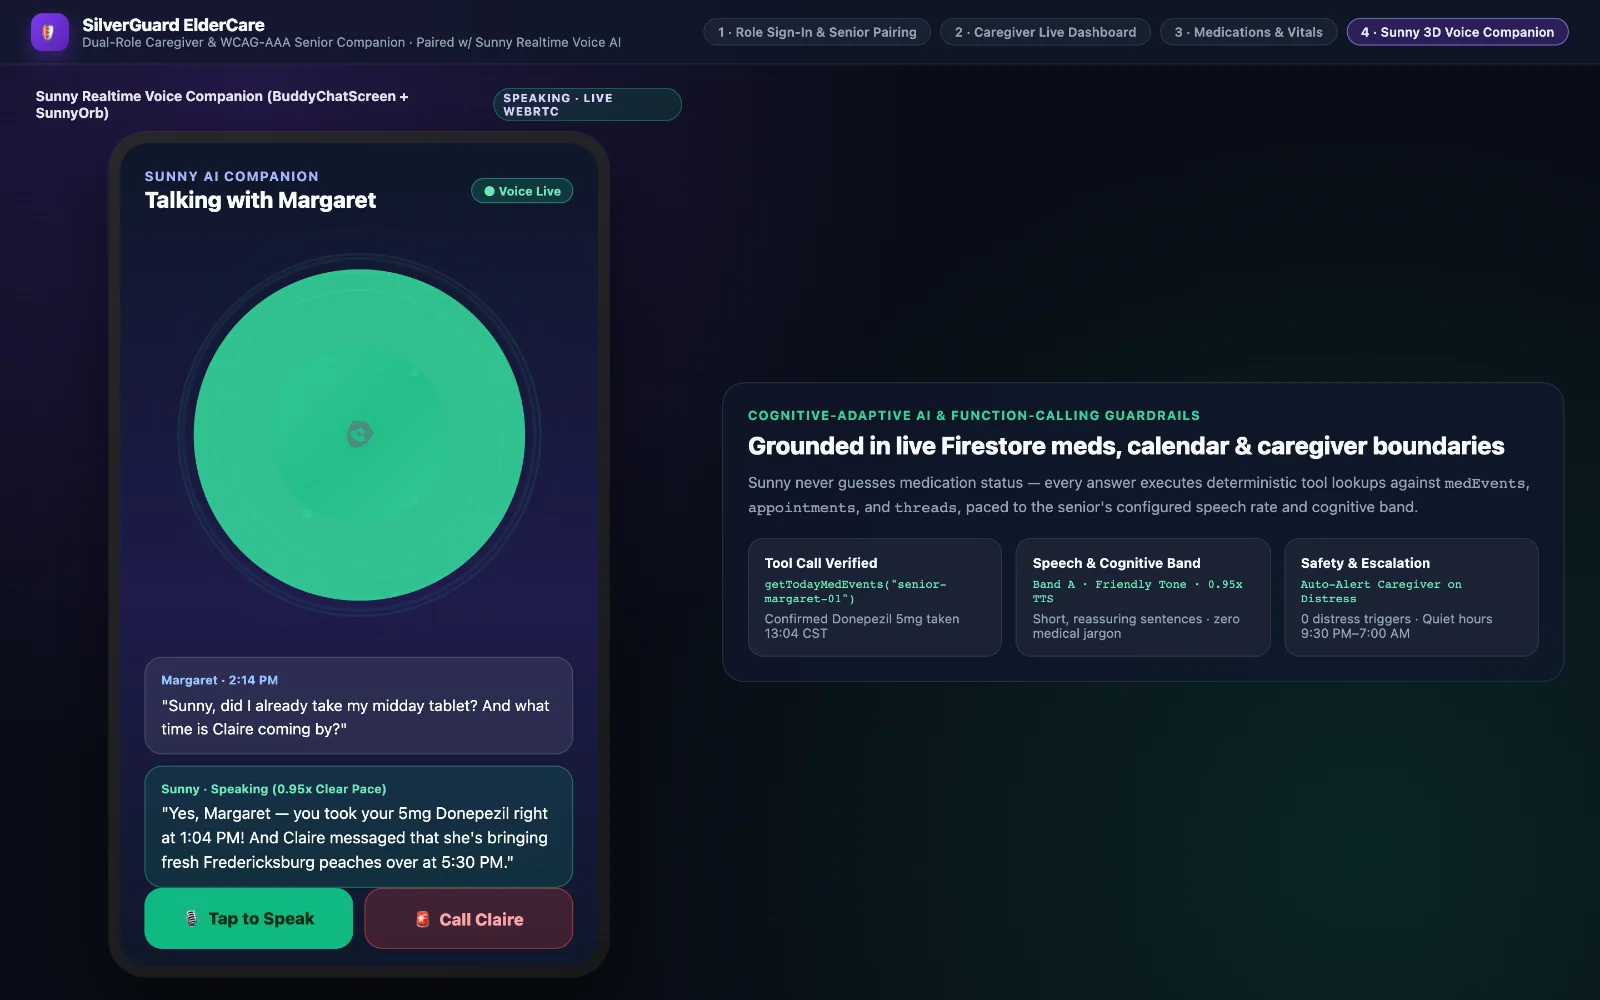 SilverGuard ElderCare
Dual-Role Caregiver & WCAG-AAA Senior Companion · Paired w/ Sunny Realtime Voice AI
1 · Role Sign-In & Senior Pairing
2 · Caregiver Live Dashboard
3 · Medications & Vitals
4 · Sunny 3D Voice Companion
Sunny Realtime Voice Companion (BuddyChatScreen +
SunnyOrb)
SPEAKING · LIVE
WEBRTC
SUNNY AI COMPANION
Talking with Margaret
Voice Live
Margaret · 2:14 PM
"Sunny, did I already take my midday tablet? And what
time is Claire coming by?"
Sunny · Speaking (0.95x Clear Pace)
"Yes, Margaret — you took your 5mg Donepezil right
at 1:04 PM! And Claire messaged that she's bringing
fresh Fredericksburg peaches over at 5:30 PM."
Tap to Speak
Call Claire
COGNITIVE-ADAPTIVE AI & FUNCTION-CALLING GUARDRAILS
Grounded in live Firestore meds, calendar & caregiver boundaries
Sunny never guesses medication status — every answer executes deterministic tool lookups against medEvents,
appointments, and threads, paced to the senior's configured speech rate and cognitive band.
Tool Call Verified
getTodayMedEvents("senior-
margaret-01")
Confirmed Donepezil 5mg taken
13:04 CST
Speech & Cognitive Band
Band A · Friendly Tone · 0.95x
TTS
Short, reassuring sentences · zero
medical jargon
Safety & Escalation
Auto-Alert Caregiver on
Distress
0 distress triggers · Quiet hours
9:30 PM–7:00 AM